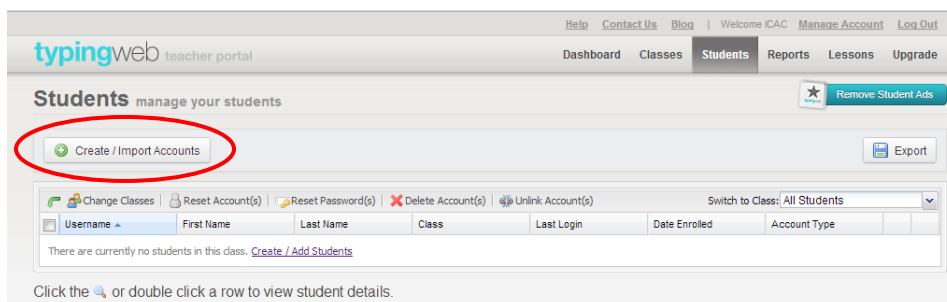 Help Contact Us Blog | Welcome ICAC Manage Account Log Out
typingweb teacher portal
Dashboard Classes Students Reports Lessons Upgrade
Students manage your students
Remove Student Ads
Create / Import Accounts
Export
Change Classes | Reset Account(s) | Reset Password(s) | Delete Account(s) | Unlink Account(s)
Switch to Class: All Students
Username First Name Last Name Class Last Login Date Enrolled Account Type
There are currently no students in this class. Create / Add Students
Click the or double click a row to view student details.